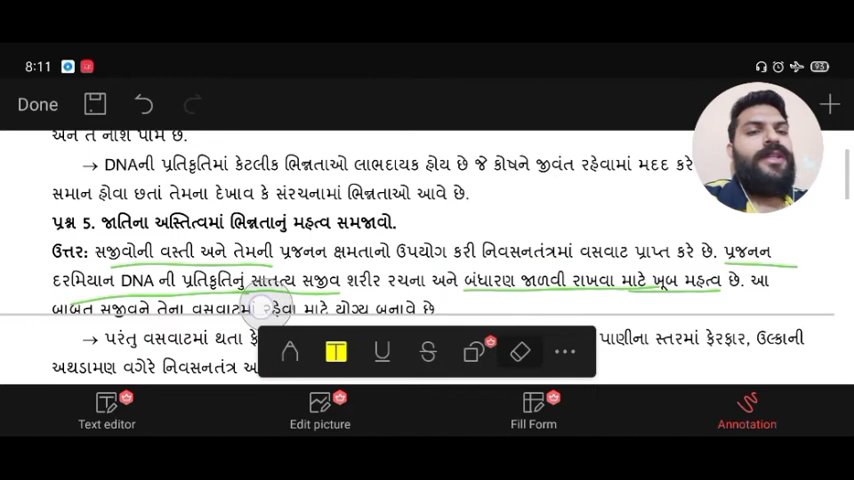 8:11
93
Done
અને તે નાશ પામે છે.
→ DNAની પ્રતિકૃતિમાં કેટલીક ભિન્નતાઓ લાભદાયક હોય છે જે કોષને જીવંત રહેવામાં મદદ કરે
સમાન હોવા છતાં તેમના દેખાવ કે સંરચનામાં ભિન્નતાઓ આવે છે.
પ્રશ્ન 5. જાતિના અસ્તિત્વમાં ભિન્નતાનું મહત્વ સમજાવો.
ઉત્તર: સજીવોની વસ્તી અને તેમની પ્રજનન ક્ષમતાનો ઉપયોગ કરી નિવસનતંત્રમાં વસવાટ પ્રાપ્ત કરે છે. પ્રજનન
દરમિયાન DNA ની પ્રતિકૃતિનું સાતત્ય સજીવ શરીર રચના અને બંધારણ જાળવી રાખવા માટે ખૂબ મહત્વ છે. આ
બાબત સજીવને તેના વસવાટમાં રહેવા માટે યોગ્ય બનાવે છે
→ પરંતુ વસવાટમાં થતા કે પાણીના સ્તરમાં ફેરફાર, ઉલ્કાની
અથડામણ વગેરે નિવસનતંત્ર
Text editor
Edit picture
Fill Form
Annotation